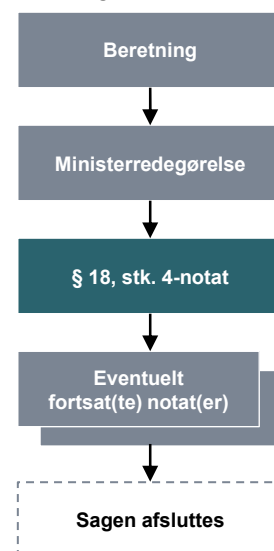 Beretning
Ministerredegørelse
§ 18, stk. 4-notat
Eventuelt
fortsat(te) notat(er)
Sagen afsluttes